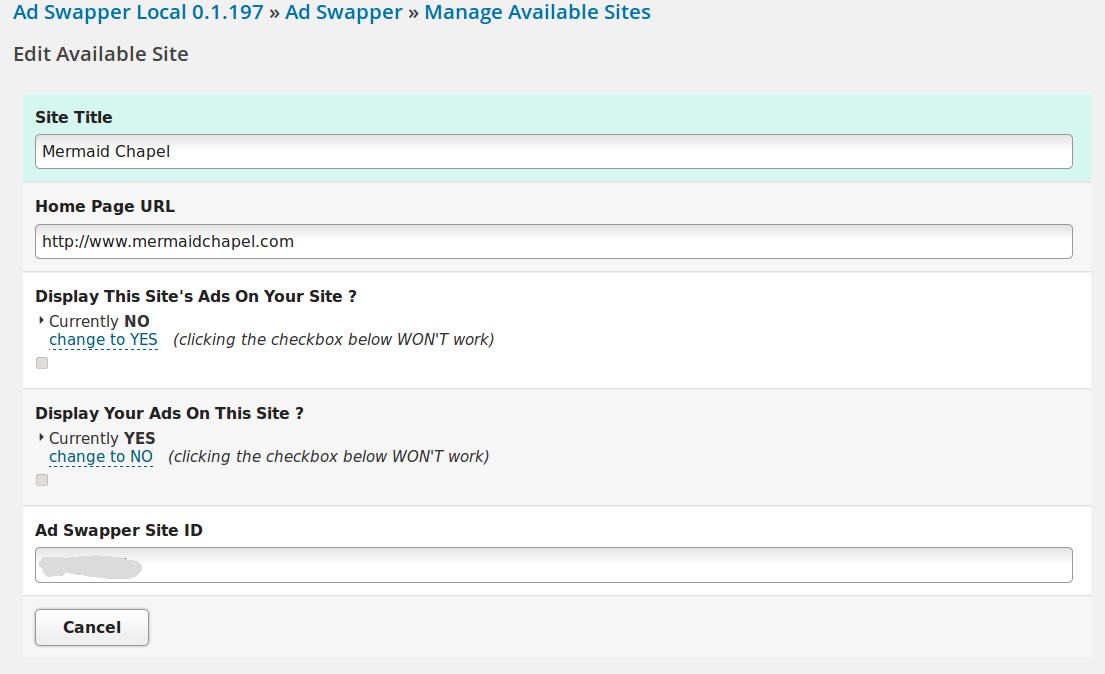 Ad Swapper Local 0.1.197 » Ad Swapper » Manage Available Sites
Edit Available Site
Site Title
Mermaid Chapel
Home Page URL
http://www.mermaidchapel.com
Display This Site's Ads On Your Site ?
Currently NO
change to YES (clicking the checkbox below WON'T work)
Display Your Ads On This Site ?
Currently YES
change to NO (clicking the checkbox below WON'T work)
Ad Swapper Site ID
Cancel